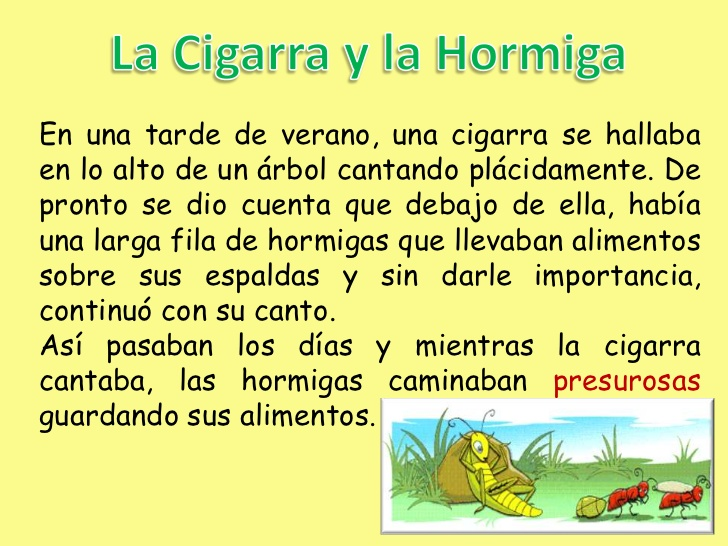 La Cigarra y la Hormiga
En una tarde de verano, una cigarra se hallaba
en lo alto de un árbol cantando plácidamente. De
pronto se dio cuenta que debajo de ella, había
una larga fila de hormigas que llevaban alimentos
sobre sus espaldas y sin darle importancia,
continuó con su canto.
Así pasaban los días y mientras la cigarra
cantaba, las hormigas caminaban presurosas
guardando sus alimentos.